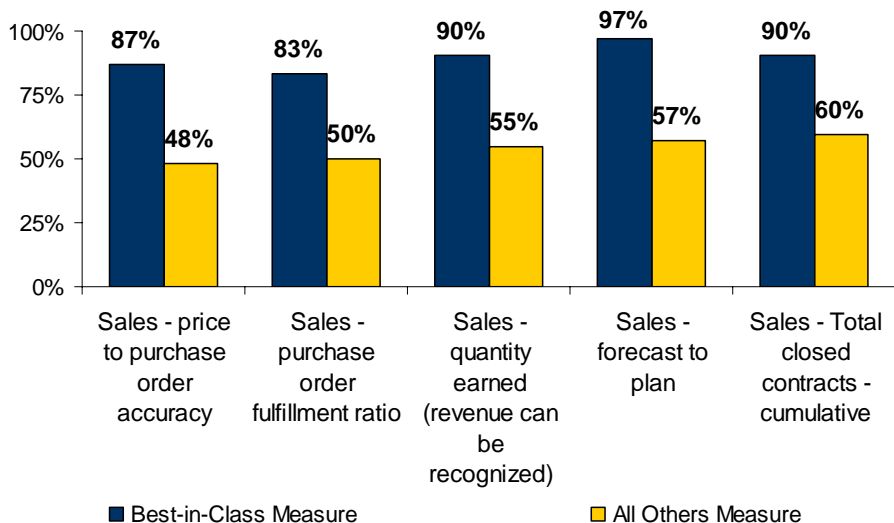 100%
75%
50%
25%
0%
87%
48%
83%
50%
90%
55%
97%
57%
90%
60%
Sales - price
to purchase
order
accuracy
Sales -
purchase
order
fulfillment ratio
Sales -
quantity
earned
(revenue can
be
recognized)
Sales -
forecast to
plan
Sales - Total
closed
contracts -
cumulative
Best-in-Class Measure
All Others Measure